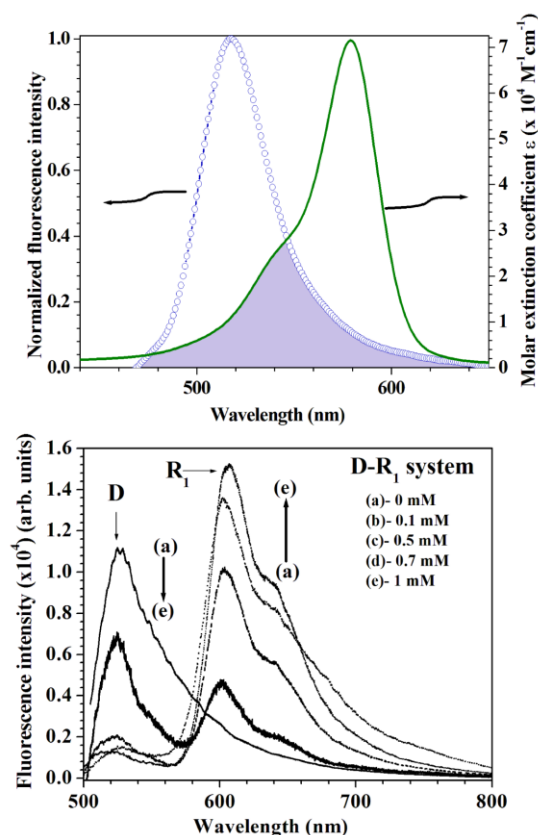 Normalized fluorescence intensity
1.0
0.8
0.6
0.4
0.2
0.0
500
600
Wavelength (nm)
7
6
5
4
3
2
1
0
Molar extinction coefficient ε (x 10⁴ M⁻¹cm⁻¹)
Fluorescence intensity (x10⁴) (arb. units)
1.6
1.4
1.2
1.0
0.8
0.6
0.4
0.2
0.0
D
(a)
(e)
R₁
(e)
(a)
D-R₁ system
(a)- 0 mM
(b)- 0.1 mM
(c)- 0.5 mM
(d)- 0.7 mM
(e)- 1 mM
500
600
700
800
Wavelength (nm)